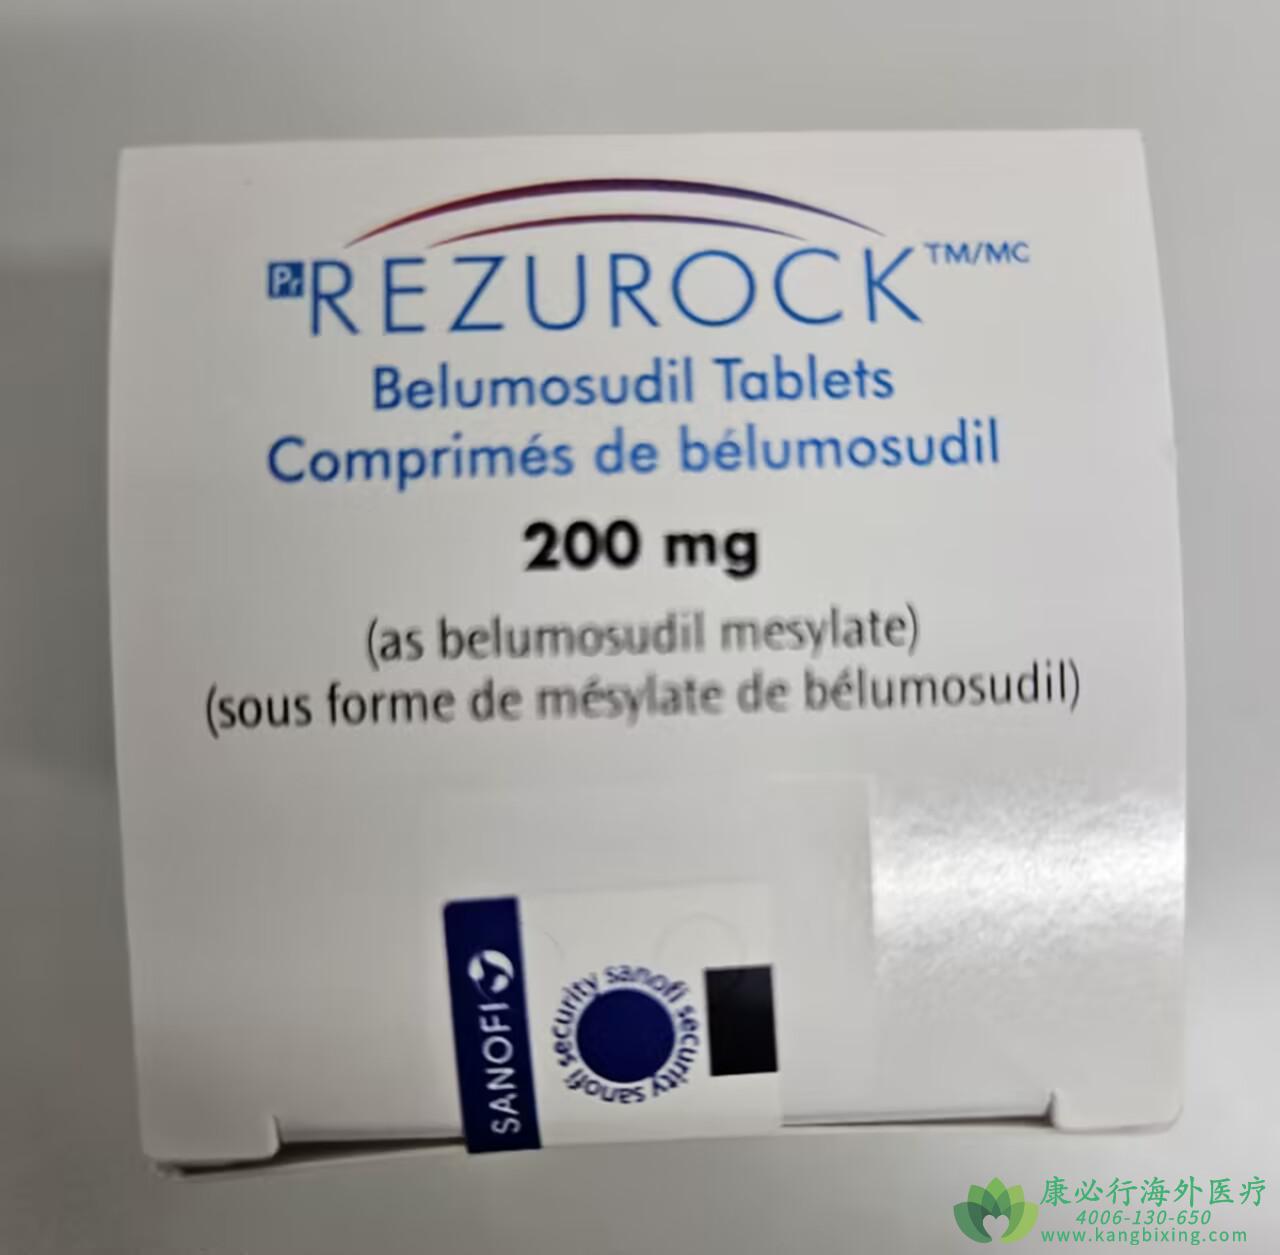 Pr REZUROCK TM/MC
Belumosudil Tablets
Comprimés de bélumosudil
200 mg
(as belumosudil mesylate)
(sous forme de mésylate de bélumosudil)
SANOFI
sanofi security sanofi security
康必行海外医疗
4006-130-650
www.kangbixing.com